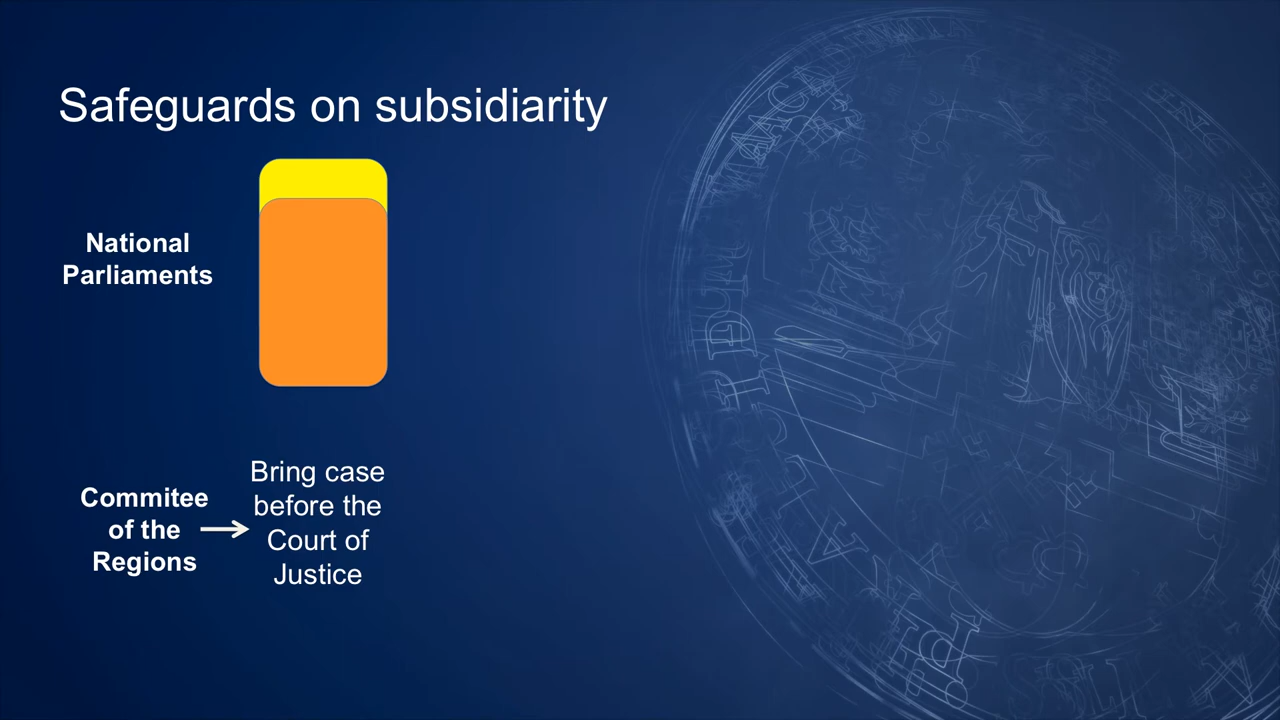 Safeguards on subsidiarity
National
Parliaments
Commitee
of the
Regions
Bring case
before the
Court of
Justice